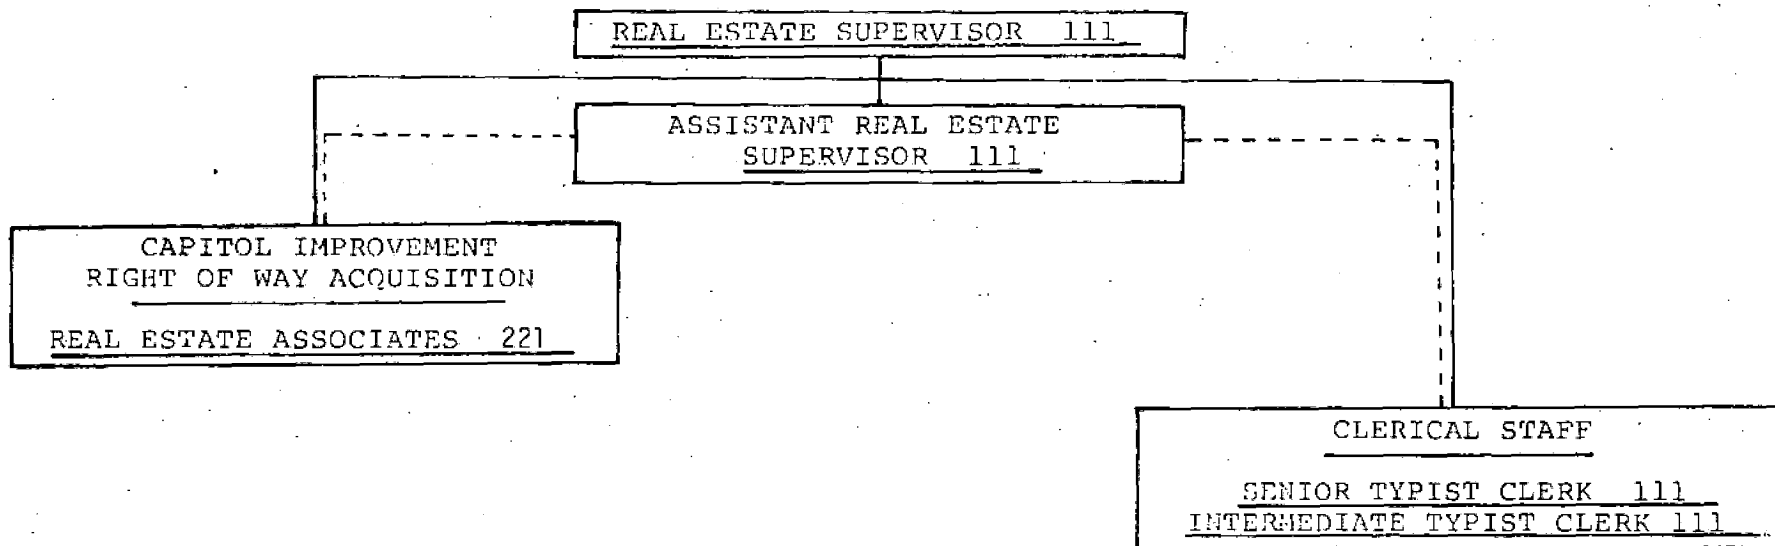 REAL ESTATE SUPERVISOR 111
ASSISTANT REAL ESTATE
SUPERVISOR 111
CAPITOL IMPROVEMENT
RIGHT OF WAY ACQUISITION
REAL ESTATE ASSOCIATES 221
CLERICAL STAFF
SENIOR TYPIST CLERK 111
INTERMEDIATE TYPIST CLERK 111